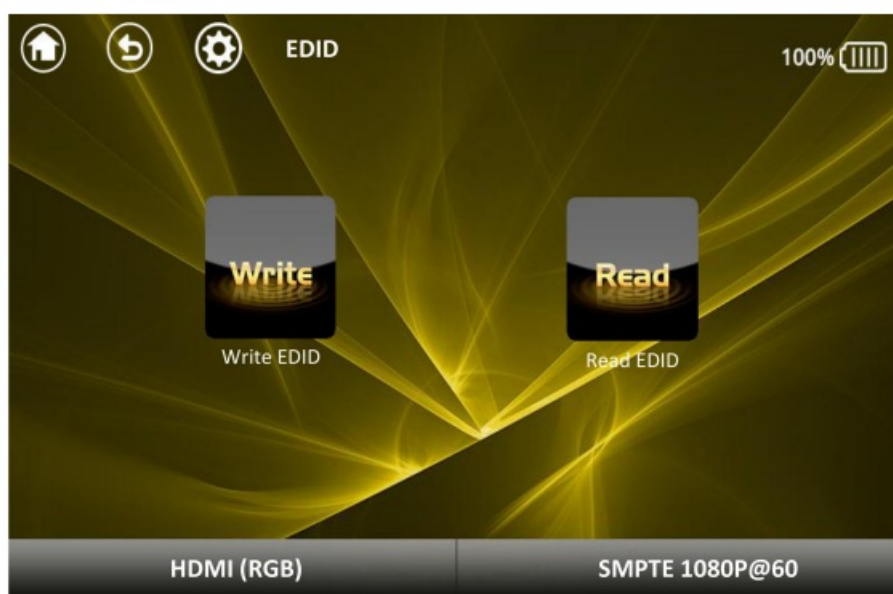 EDID
100%
Write
Read
Write EDID
Read EDID
HDMI (RGB)
SMPTE 1080P@60